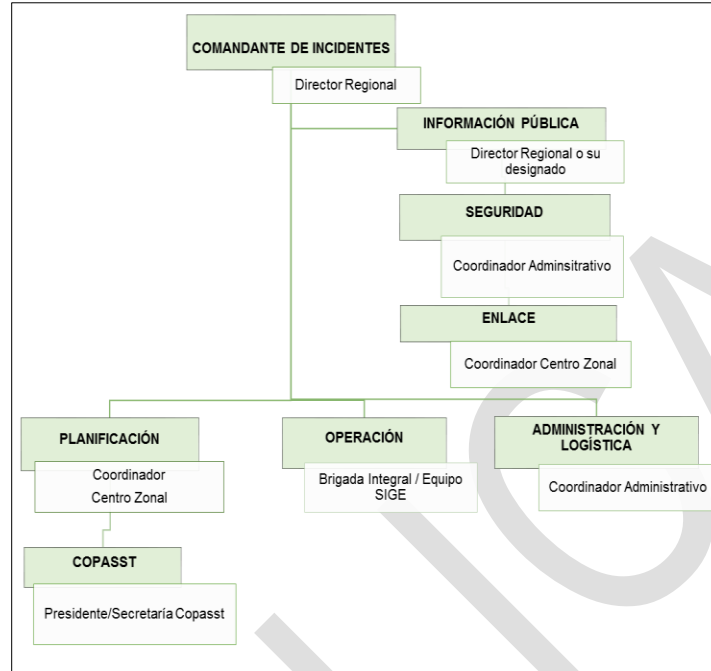 COMANDANTE DE INCIDENTES
Director Regional
INFORMACIÓN PÚBLICA
Director Regional o su
designado
SEGURIDAD
Coordinador Adminsitrativo
ENLACE
Coordinador Centro Zonal
PLANIFICACIÓN
Coordinador
Centro Zonal
OPERACIÓN
Brigada Integral / Equipo
SIGE
ADMINISTRACIÓN Y
LOGÍSTICA
Coordinador Administrativo
COPASST
Presidente/Secretaría Copasst